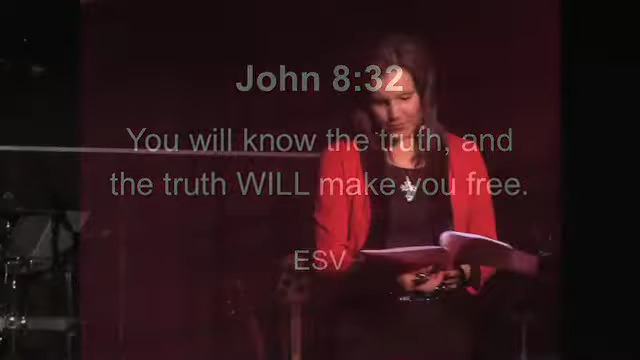 John 8:32
You will know the truth, and
the truth WILL make you free.
ESV